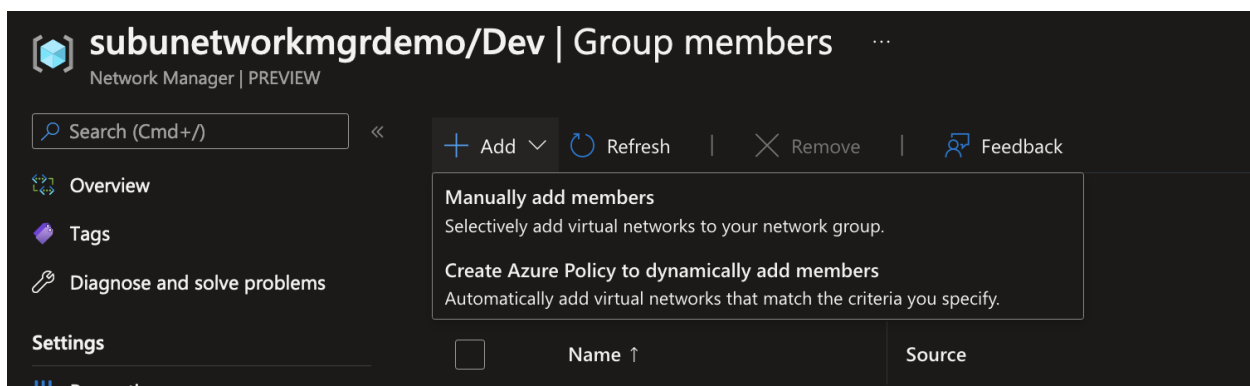 subunetworkmgrdemo/Dev | Group members ...
Network Manager | PREVIEW
Search (Cmd+/)
«
Add
Refresh
Remove
Feedback
Overview
Tags
Diagnose and solve problems
Settings
Manually add members
Selectively add virtual networks to your network group.
Create Azure Policy to dynamically add members
Automatically add virtual networks that match the criteria you specify.
Name ↑
Source